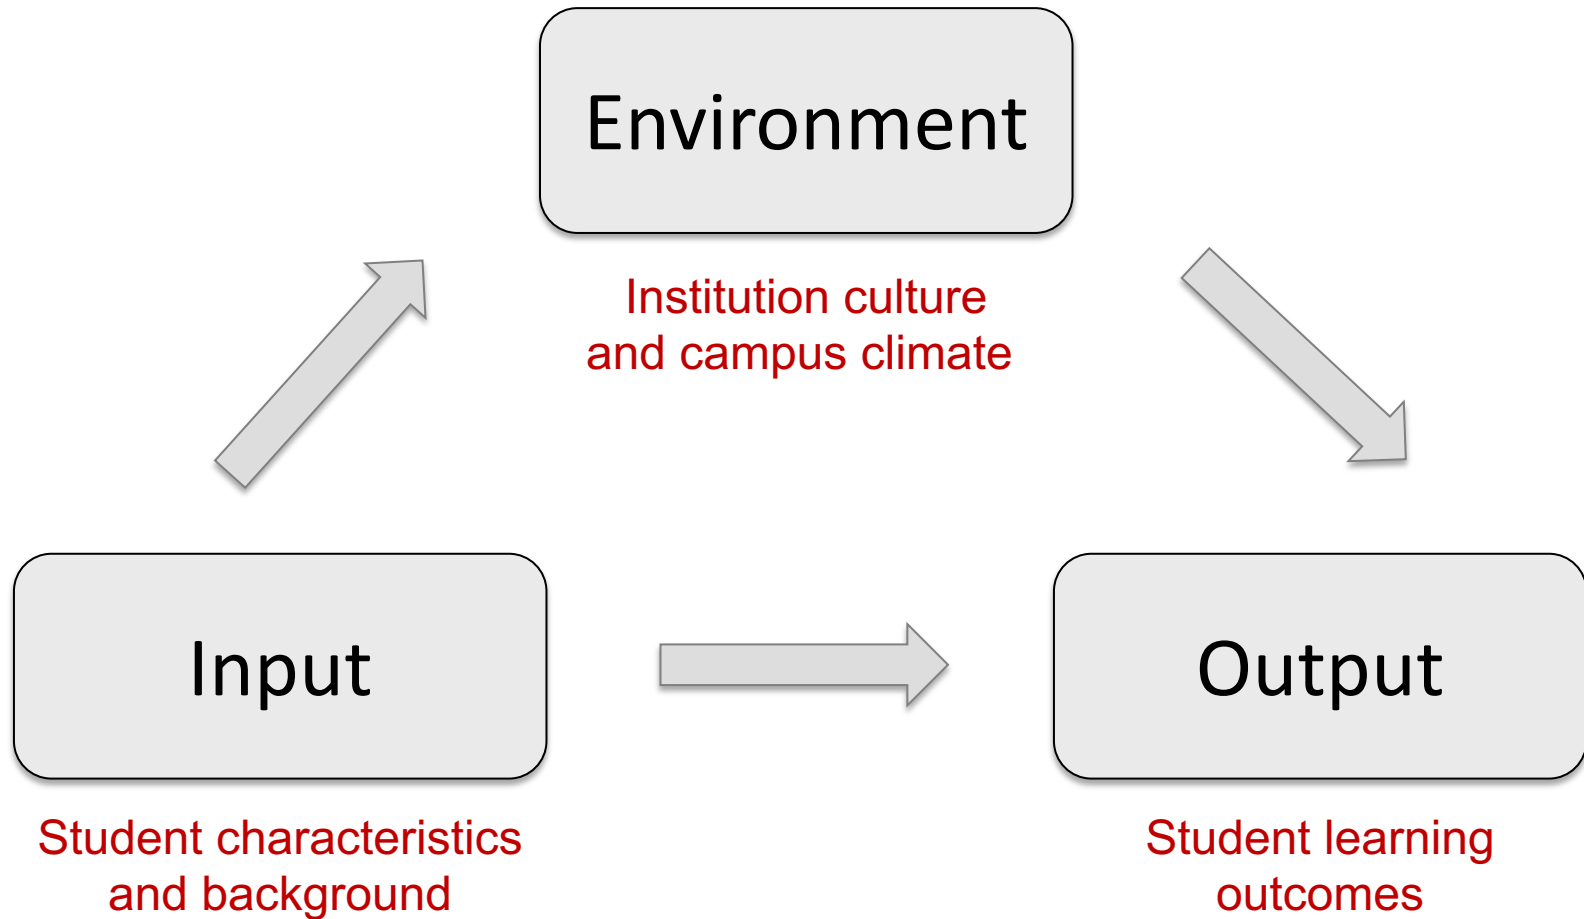 Environment
Institution culture
and campus climate
Input
Student characteristics
and background
Output
Student learning
outcomes